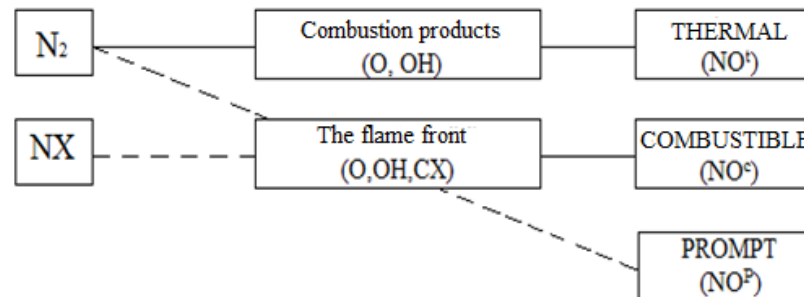 N₂
Combustion products
(O, OH)
THERMAL
(NOᵗ)
NX
The flame front
(O,OH,CX)
COMBUSTIBLE
(NOᶜ)
PROMPT
(NOᴾ)